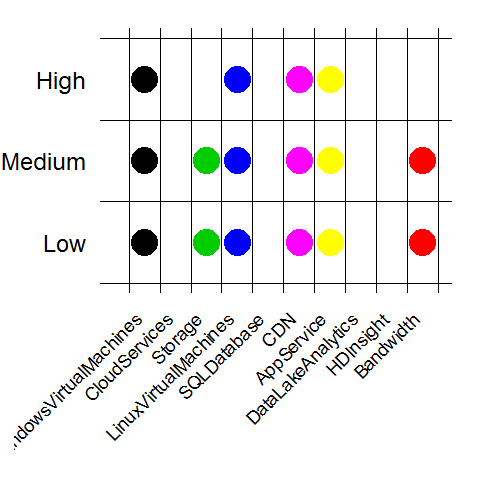 High
Medium
Low
ndowsVirtualMachines
CloudServices
Storage
LinuxVirtualMachines
SQLDatabase
CDN
AppService
DataLakeAnalytics
HDInsight
Bandwidth